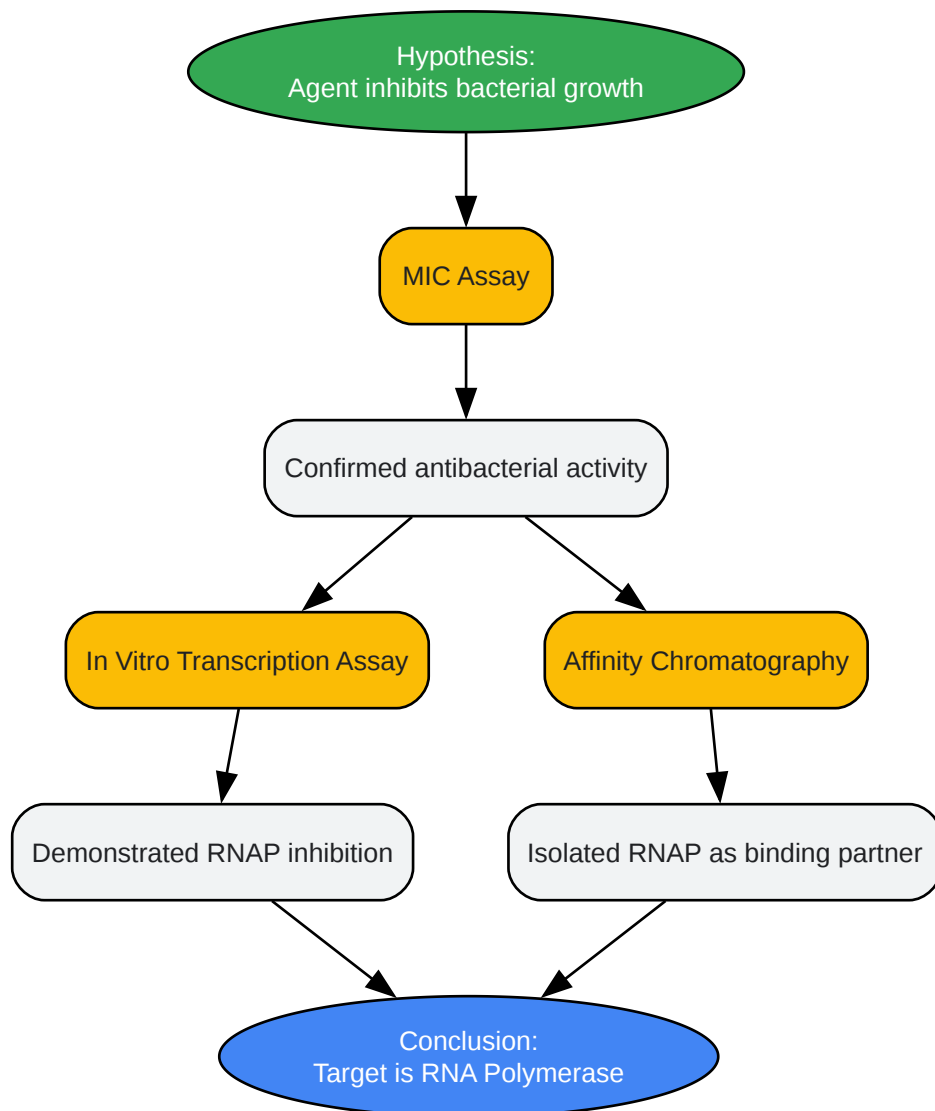 Hypothesis:
Agent inhibits bacterial growth
MIC Assay
Confirmed antibacterial activity
In Vitro Transcription Assay
Affinity Chromatography
Demonstrated RNAP inhibition
Isolated RNAP as binding partner
Conclusion:
Target is RNA Polymerase